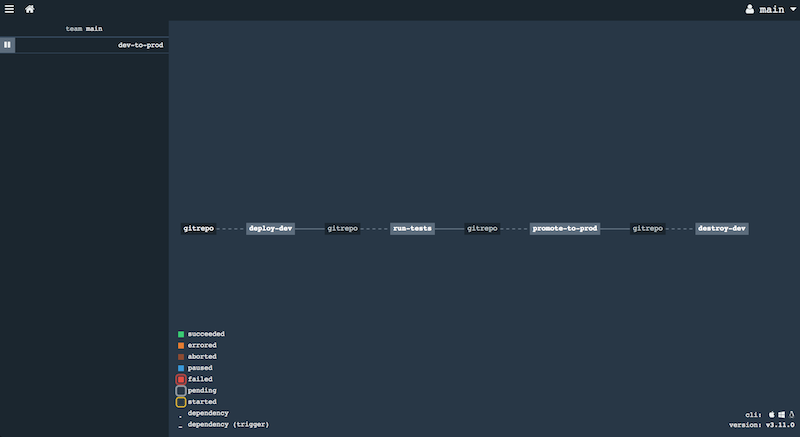 main
team main
dev-to-prod
gitrepo deploy-dev gitrepo run-tests gitrepo promote-to-prod gitrepo destroy-dev
succeeded
errored
aborted
paused
failed
pending
started
dependency
dependency (trigger)
cli:
version: v3.11.0